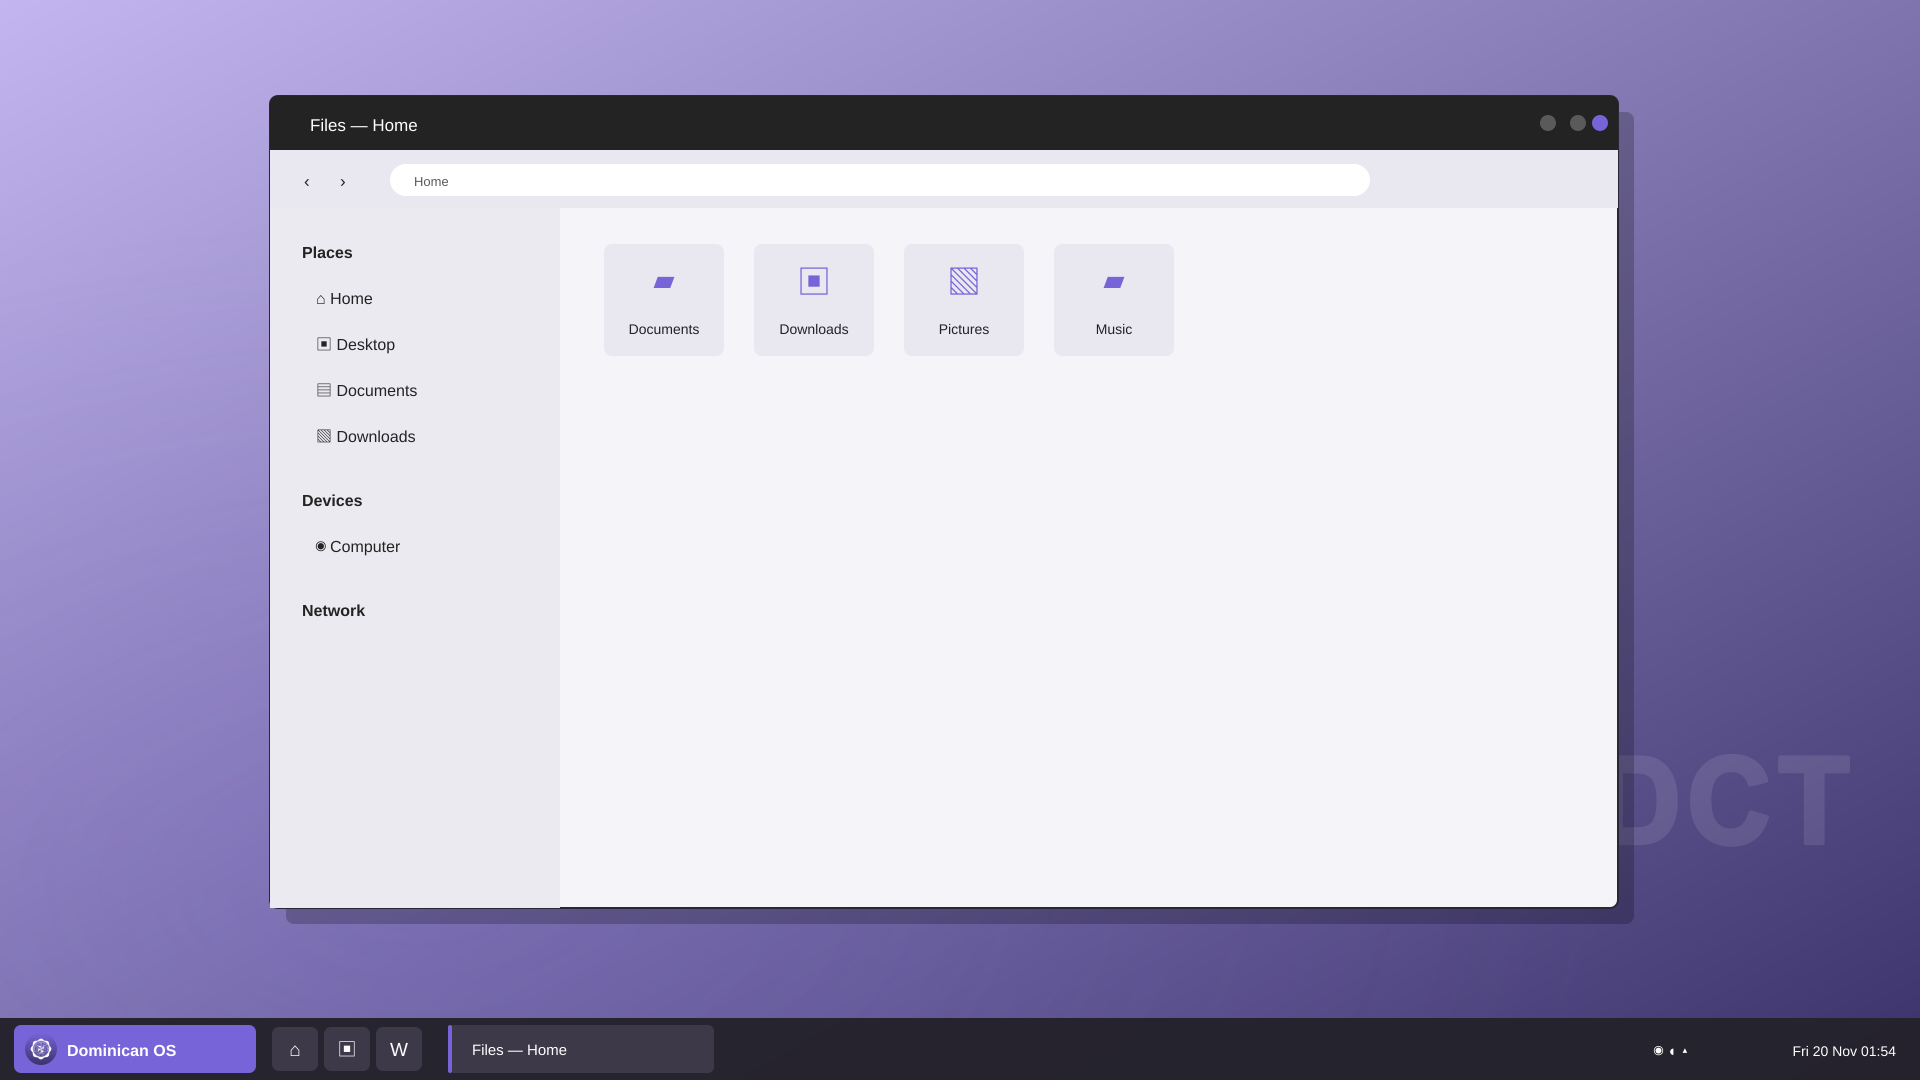 Files — Home
‹ ›
Home
Places
Home
Desktop
Documents
Downloads
Devices
Computer
Network
Documents
Downloads
Pictures
Music
DCT
Dominican OS
W
Files — Home
Fri 20 Nov 01:54